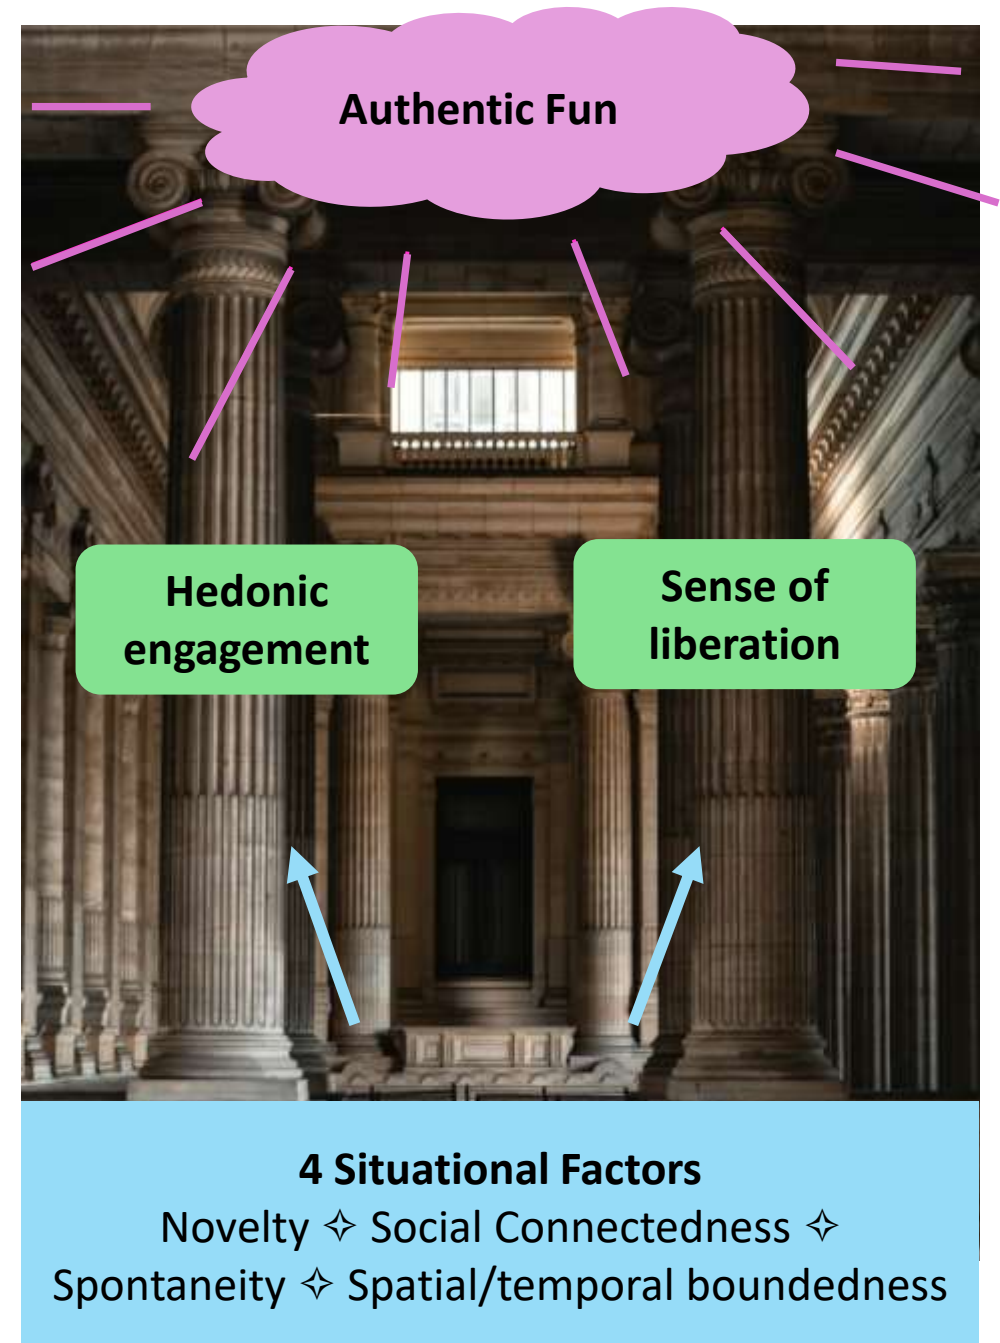 Authentic Fun
Hedonic
engagement
Sense of
liberation
4 Situational Factors
Novelty ✧ Social Connectedness ✧
Spontaneity ✧ Spatial/temporal boundedness